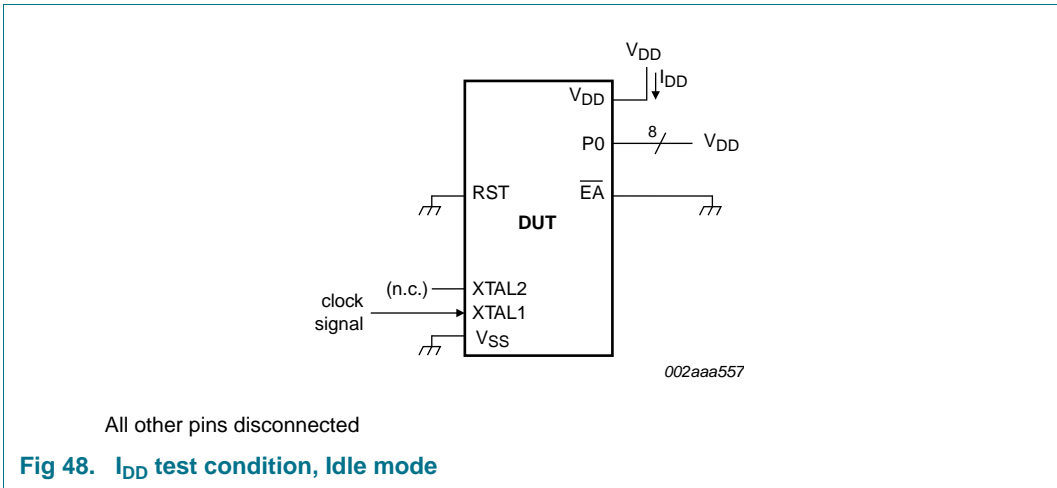 VDD
IDD
VDD
P0
8
VDD
RST
EA
DUT
(n.c.)
XTAL2
clock
signal
XTAL1
VSS
002aaa557
All other pins disconnected
Fig 48. IDD test condition, Idle mode